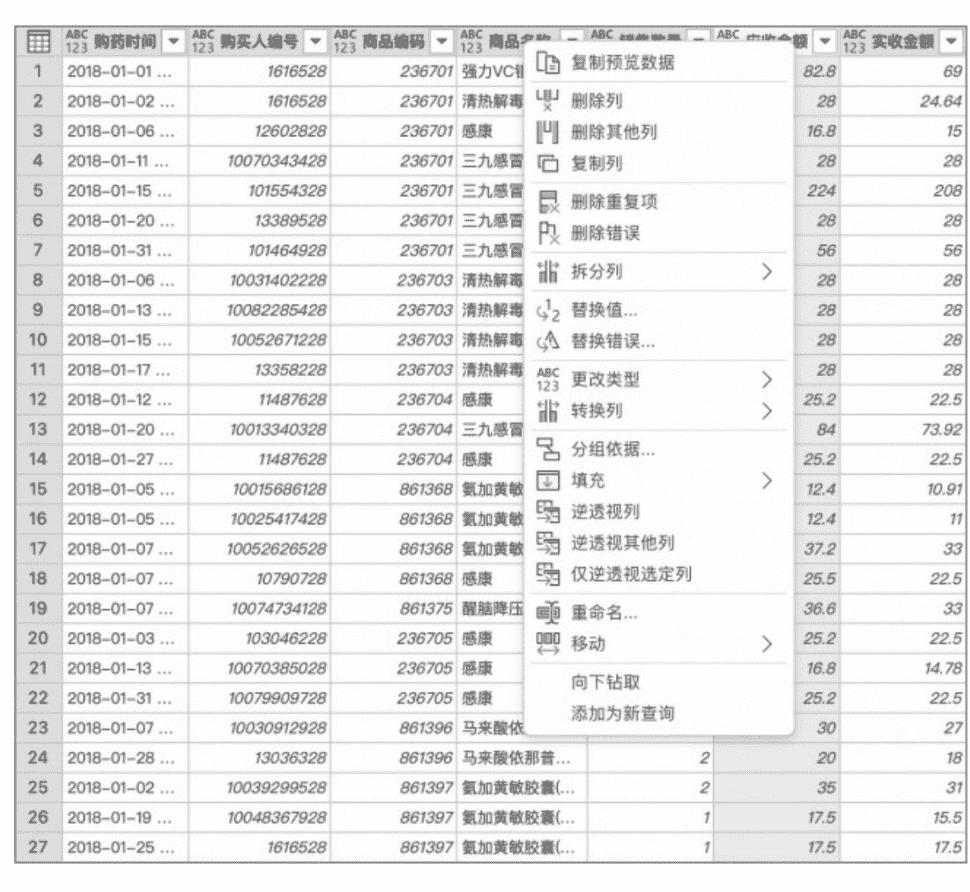 ABC 123 购药时间 ABC 123 购买人编号 ABC 123 商品编码 ABC 123 商品名称 ABC 销售数量 ABC 应收金额 ABC 123 实收金额
1 2018-01-01 ... 1616528 236701 强力VC 82.8 69
2 2018-01-02 ... 1616528 236701 清热解毒 28 24.64
3 2018-01-06 ... 12602828 236701 感康 16.8 15
4 2018-01-11 ... 10070343428 236701 三九感冒 28 28
5 2018-01-15 ... 101554328 236701 三九感冒 224 208
6 2018-01-20 ... 13389528 236701 三九感冒 28 28
7 2018-01-31 ... 101464928 236701 三九感冒 56 56
8 2018-01-06 ... 10031402228 236703 清热解毒 28 28
9 2018-01-13 ... 10082285428 236703 清热解毒 28 28
10 2018-01-15 ... 10052671228 236703 清热解毒 28 28
11 2018-01-17 ... 13358228 236703 清热解毒 28 28
12 2018-01-12 ... 11487628 236704 感康 25.2 22.5
13 2018-01-20 ... 10013340328 236704 三九感冒 84 73.92
14 2018-01-27 ... 11487628 236704 感康 25.2 22.5
15 2018-01-05 ... 10015686128 861368 氨加黄敏 12.4 10.91
16 2018-01-05 ... 10025417428 861368 氨加黄敏 12.4 11
17 2018-01-07 ... 10052626528 861368 氨加黄敏 37.2 33
18 2018-01-07 ... 10790728 861368 感康 25.5 22.5
19 2018-01-07 ... 10074734128 861375 醒脑降压 36.6 33
20 2018-01-03 ... 103046228 236705 感康 25.2 22.5
21 2018-01-13 ... 10070385028 236705 感康 16.8 14.78
22 2018-01-31 ... 10079909728 236705 感康 25.2 22.5
23 2018-01-07 ... 10030912928 861396 马来酸依 30 27
24 2018-01-28 ... 13036328 861396 马来酸依那普... 2 20 18
25 2018-01-02 ... 10039299528 861397 氨加黄敏胶囊(... 2 35 31
26 2018-01-19 ... 10048367928 861397 氨加黄敏胶囊(... 1 17.5 15.5
27 2018-01-25 ... 1616528 861397 氨加黄敏胶囊(... 1 17.5 17.5
复制预览数据
删除列
删除其他列
复制列
删除重复项
删除错误
拆分列
替换值...
替换错误...
ABC 123 更改类型
转换列
分组依据...
填充
逆透视列
逆透视其他列
仅逆透视选定列
重命名...
移动
向下钻取
添加为新查询